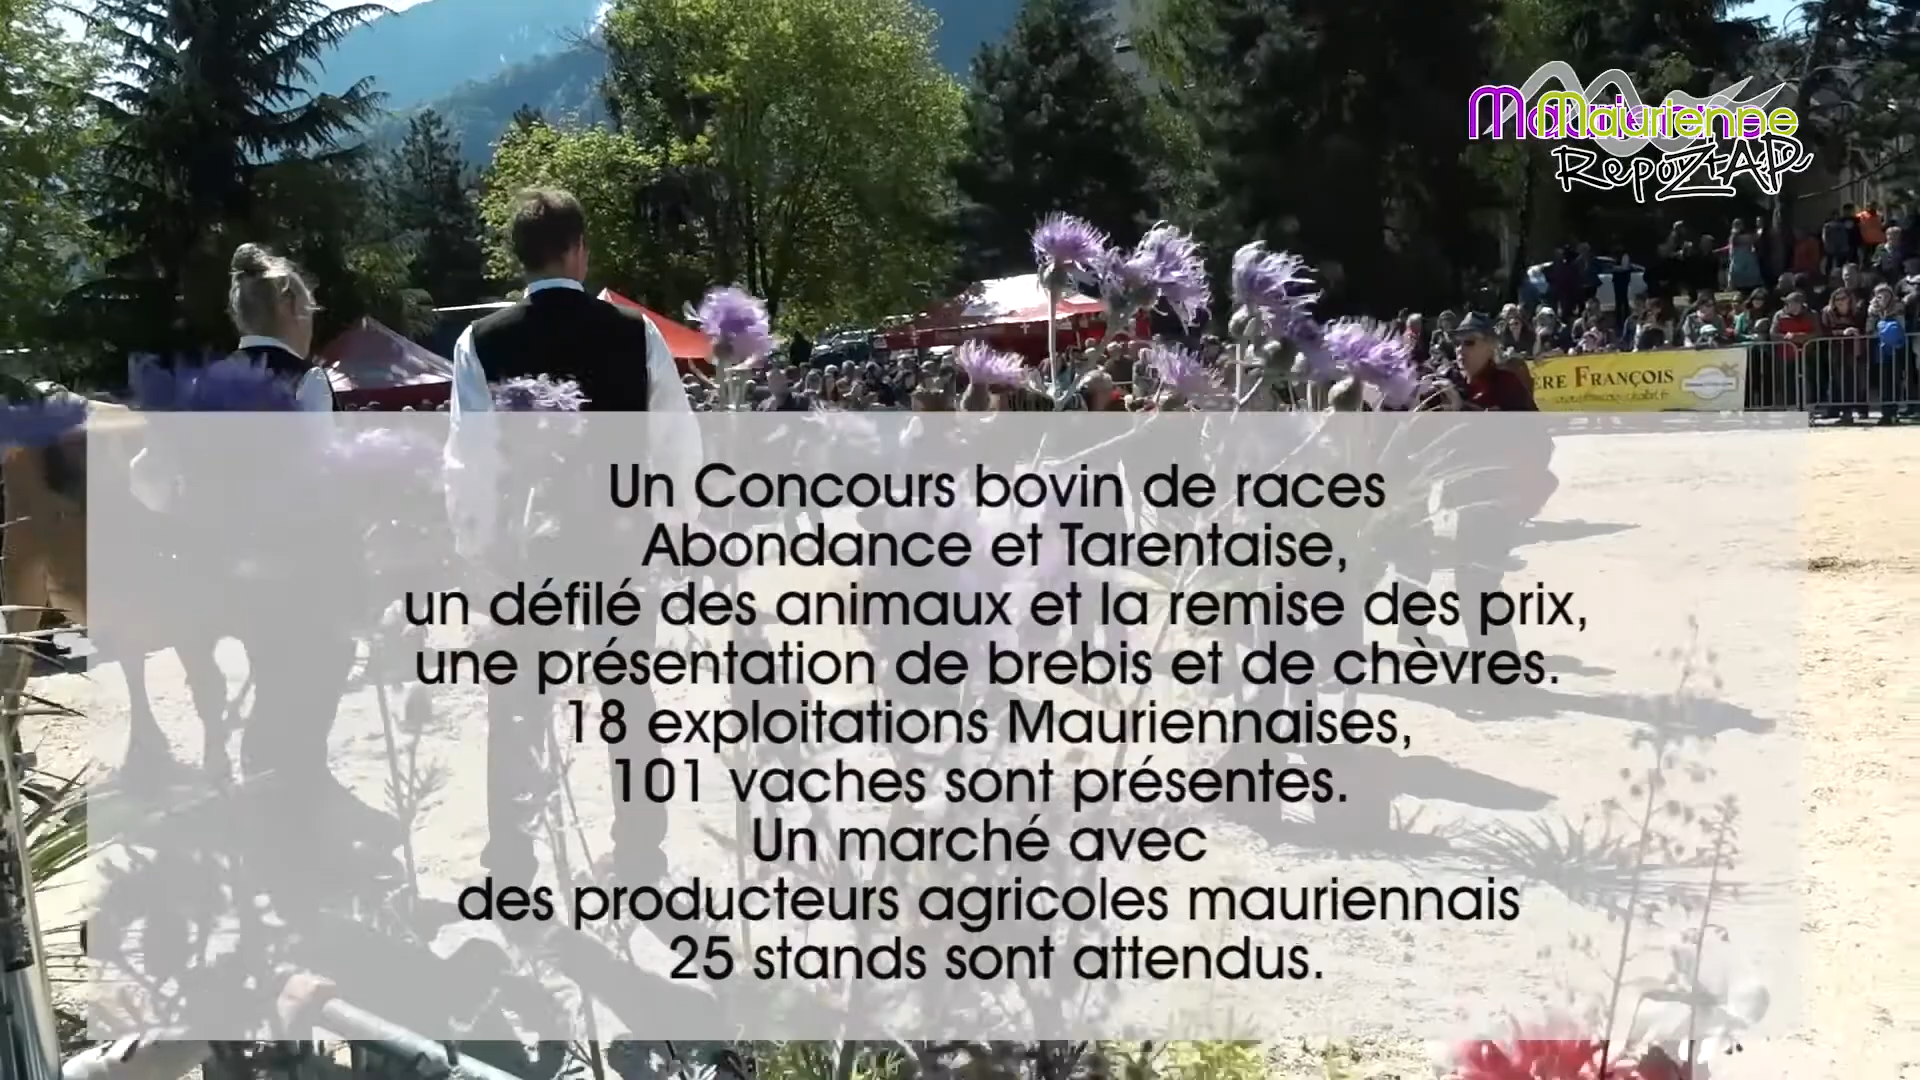 Maurienne
RepoZtAP
ERE FRANÇOIS
Un Concours bovin de races
Abondance et Tarentaise,
un défilé des animaux et la remise des prix,
une présentation de brebis et de chèvres.
18 exploitations Mauriennaises,
101 vaches sont présentes.
Un marché avec
des producteurs agricoles mauriennais
25 stands sont attendus.